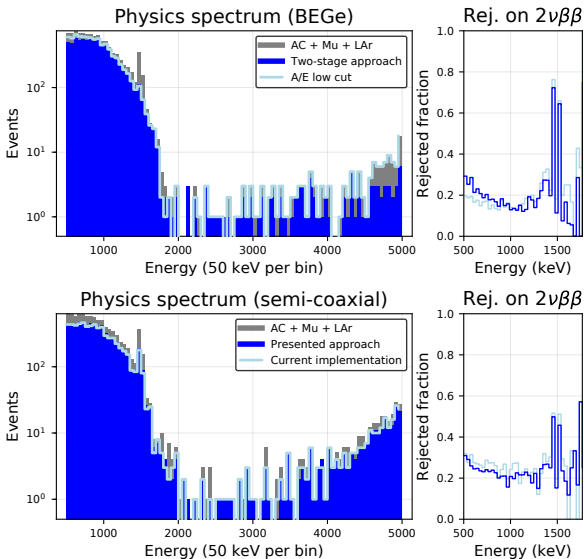 Physics spectrum (BEGe)
Rej. on 2νββ
AC + Mu + LAr
Two-stage approach
A/E low cut
Events
10²
10¹
10⁰
1000
2000
3000
4000
5000
Energy (50 keV per bin)
Rejected fraction
1.0
0.8
0.6
0.4
0.2
0.0
500
1000
1500
Energy (keV)
Physics spectrum (semi-coaxial)
Rej. on 2νββ
AC + Mu + LAr
Presented approach
Current implementation
Events
10²
10¹
10⁰
1000
2000
3000
4000
5000
Energy (50 keV per bin)
Rejected fraction
1.0
0.8
0.6
0.4
0.2
0.0
500
1000
1500
Energy (keV)